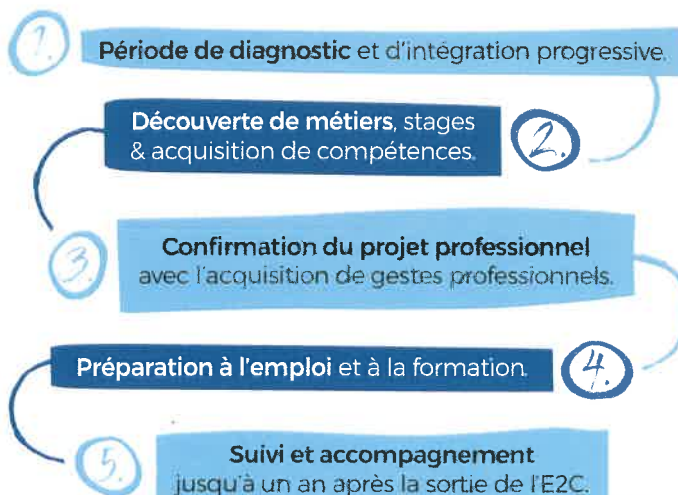 1.
Période de diagnostic et d'intégration progressive.
Découverte de métiers, stages
& acquisition de compétences.
2.
3.
Confirmation du projet professionnel
avec l'acquisition de gestes professionnels.
Préparation à l'emploi et à la formation.
4.
5.
Suivi et accompagnement
jusqu'à un an après la sortie de l'E2C.